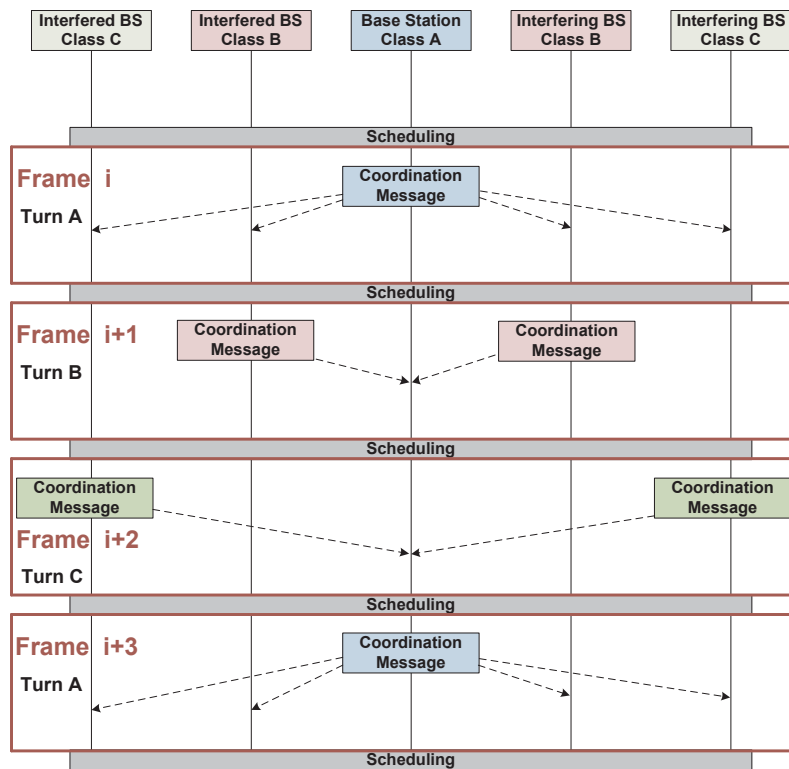 Interfered BS
Class C
Interfered BS
Class B
Base Station
Class A
Interfering BS
Class B
Interfering BS
Class C
Scheduling
Frame i
Turn A
Coordination
Message
Scheduling
Frame i+1
Turn B
Coordination
Message
Coordination
Message
Scheduling
Coordination
Message
Coordination
Message
Frame i+2
Turn C
Scheduling
Frame i+3
Turn A
Coordination
Message
Scheduling